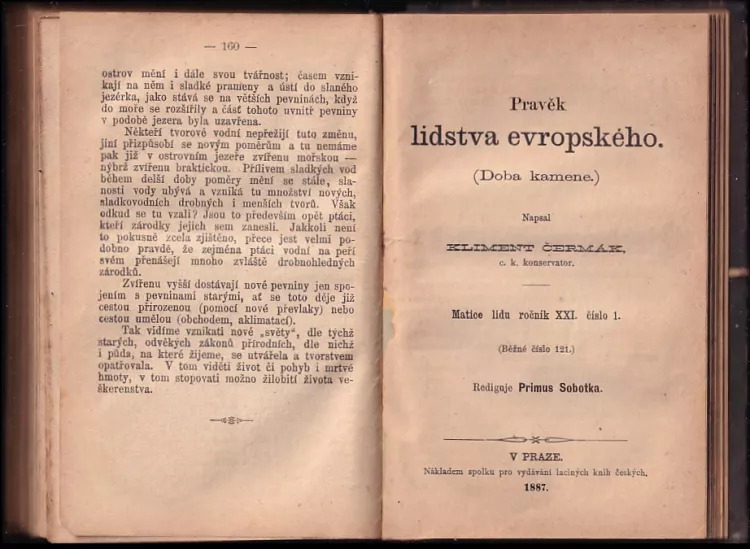 — 160 —
ostrov mění i dále svou tvářnost; časem vzni-
kají na něm i sladké prameny a ústí do slaného
jezérka, jako stává se na větších pevninách, když
do moře se rozšířily a část tohoto uvnitř pevniny
v podobě jezera byla uzavřena.
Někteří tvorové vodní nepřežijí tuto změnu,
jiní přizpůsobí se novým poměrům a tu nemáme
pak již v ostrovním jezeře zvířenu mořskou —
nýbrž zvířenu braktickou. Přílivem sladkých vod
během delší doby poměry mění se stále, sla-
nosti vody ubývá a vzniká tu množství nových,
sladkovodních drobných i menších tvorů. Však
odkud se tu vzali? Jsou to především opět ptáci,
kteří zárodky jejich sem zanesli. Jakkoli není
to pokusně zcela zjištěno, přece jest velmi po-
dobno pravdě, že zejména ptáci vodní na peří
svém přenášejí mnoho zvláště drobnohledných
zárodků.
Zvířenu vyšší dostávají nové pevniny jen spo-
jením s pevninami starými, ať se toto děje již
cestou přirozenou (pomocí nové převlaky) nebo
cestou umělou (obchodem, aklimatací).
Tak vidíme vznikati nové „světy“, dle týchž
starých, odvěkých zákonů přírodních, dle nichž
i půda, na které žijeme, se utvářela a tvorstvem
opatřovala. V tom viděti život či pohyb i mrtvé
hmoty, v tom stopovati možno žilobití života ve-
škerenstva.
Pravěk
lidstva evropského.
(Doba kamene.)
Napsal
KLIMENT ČERMÁK,
c. k. konservator.
Matice lidu ročník XXI. číslo 1.
(Běžné číslo 121.)
Rediguje Primus Sobotka.
V PRAZE.
Nákladem spolku pro vydávání laciných knih českých.
1887.